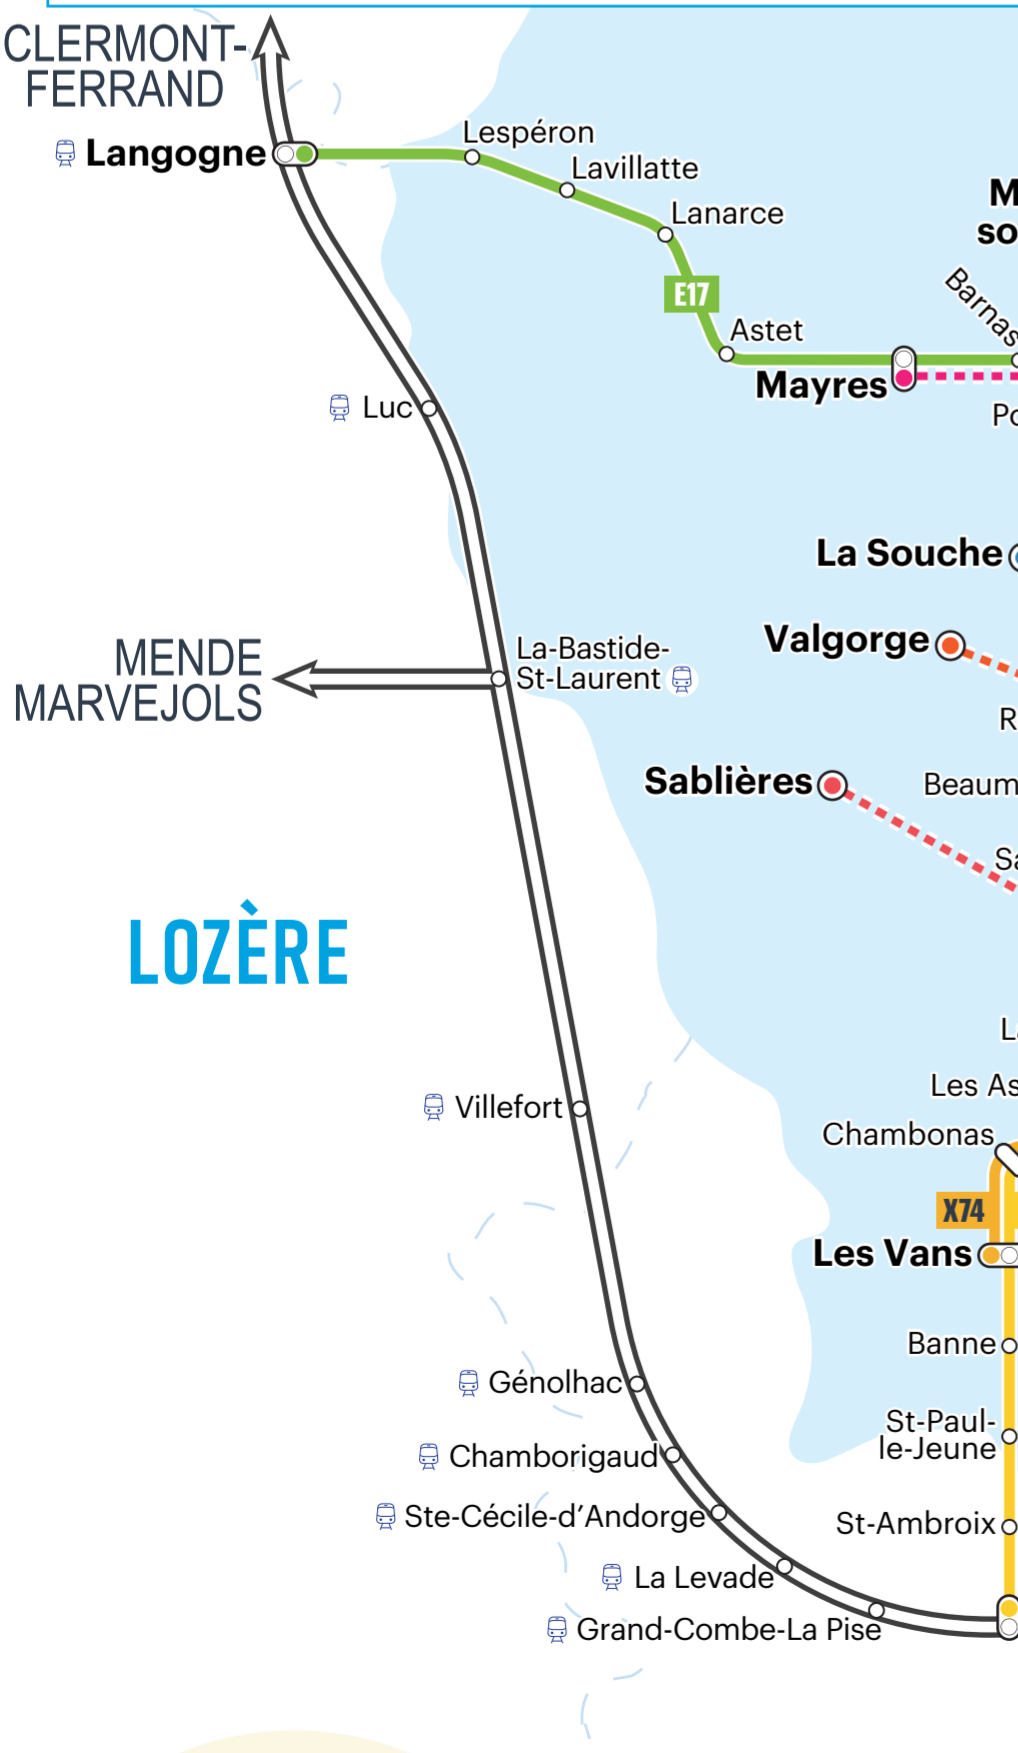 CLERMONT-
FERRAND
Langogne
Lespéron
Lavillatte
Lanarce
E17
Barnas
Astet
Mayres
Luc
La Souche
Valgorge
MENDE
MARVEJOLS
La-Bastide-
St-Laurent
Sablières
Beaum
LOZÈRE
Les As
Villefort
Chambonas
X74
Les Vans
Banne
Génolhac
St-Paul-
le-Jeune
Chamborigaud
Ste-Cécile-d’Andorge
St-Ambroix
La Levade
Grand-Combe-La Pise